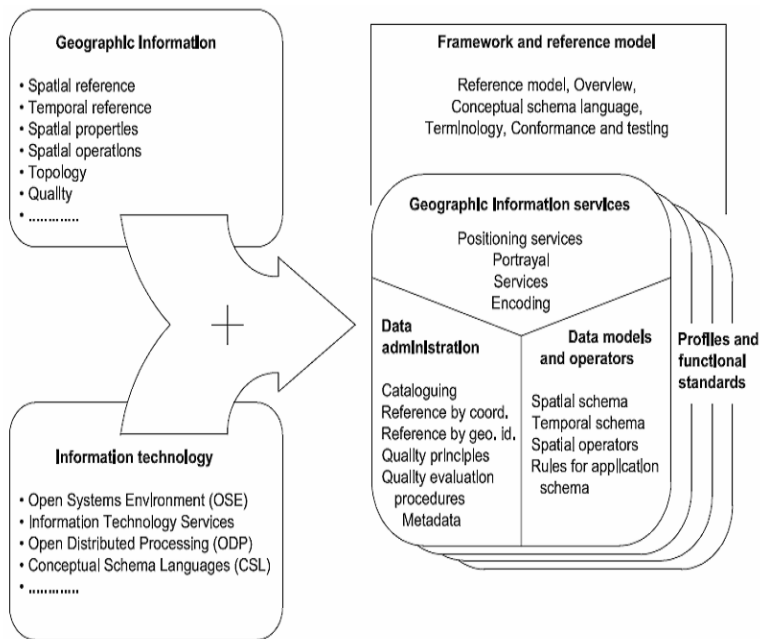 Geographic Information
• Spatial reference
• Temporal reference
• Spatial properties
• Spatial operations
• Topology
• Quality
• .............
+
Information technology
• Open Systems Environment (OSE)
• Information Technology Services
• Open Distributed Processing (ODP)
• Conceptual Schema Languages (CSL)
• .............
Framework and reference model
Reference model, Overview,
Conceptual schema language,
Terminology, Conformance and testing
Geographic Information services
Positioning services
Portrayal
Services
Encoding
Data
administration
Cataloguing
Reference by coord.
Reference by geo. id.
Quality principles
Quality evaluation
procedures
Metadata
Data models
and operators
Spatial schema
Temporal schema
Spatial operators
Rules for application
schema
Profiles and
functional
standards